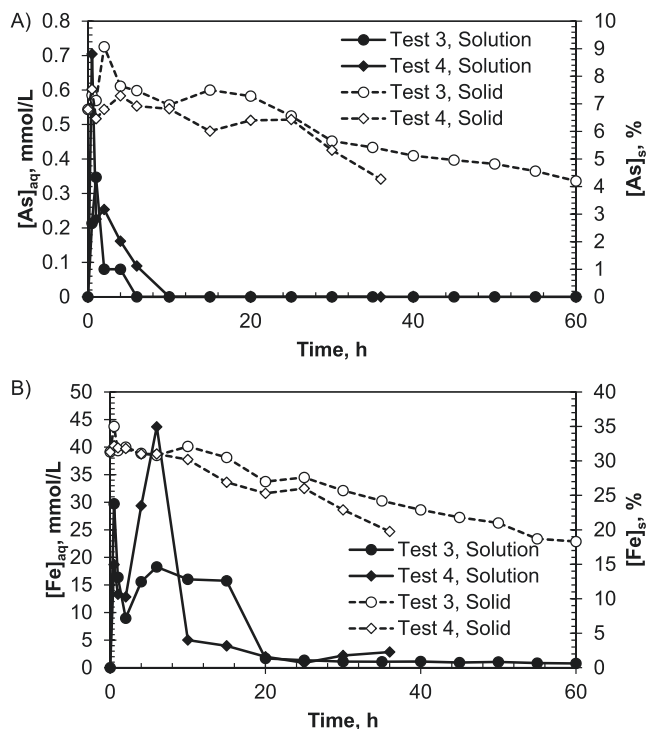 A)
0.8
0.7
0.6
0.5
0.4
0.3
0.2
0.1
0
[As]aq, mmol/L
10
9
8
7
6
5
4
3
2
1
0
[As]s, %
Test 3, Solution
Test 4, Solution
Test 3, Solid
Test 4, Solid
0 20 40 60
Time, h
B)
50
45
40
35
30
25
20
15
10
5
0
[Fe]aq, mmol/L
40
35
30
25
20
15
10
5
0
[Fe]s, %
Test 3, Solution
Test 4, Solution
Test 3, Solid
Test 4, Solid
0 20 40 60
Time, h